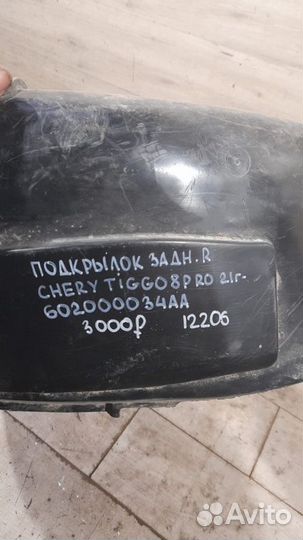 ПОДКРЫЛОК ЗАДН. R
CHERY TiGGO8PRO 21г-
602000034AA
3000₽ 12206
Avito